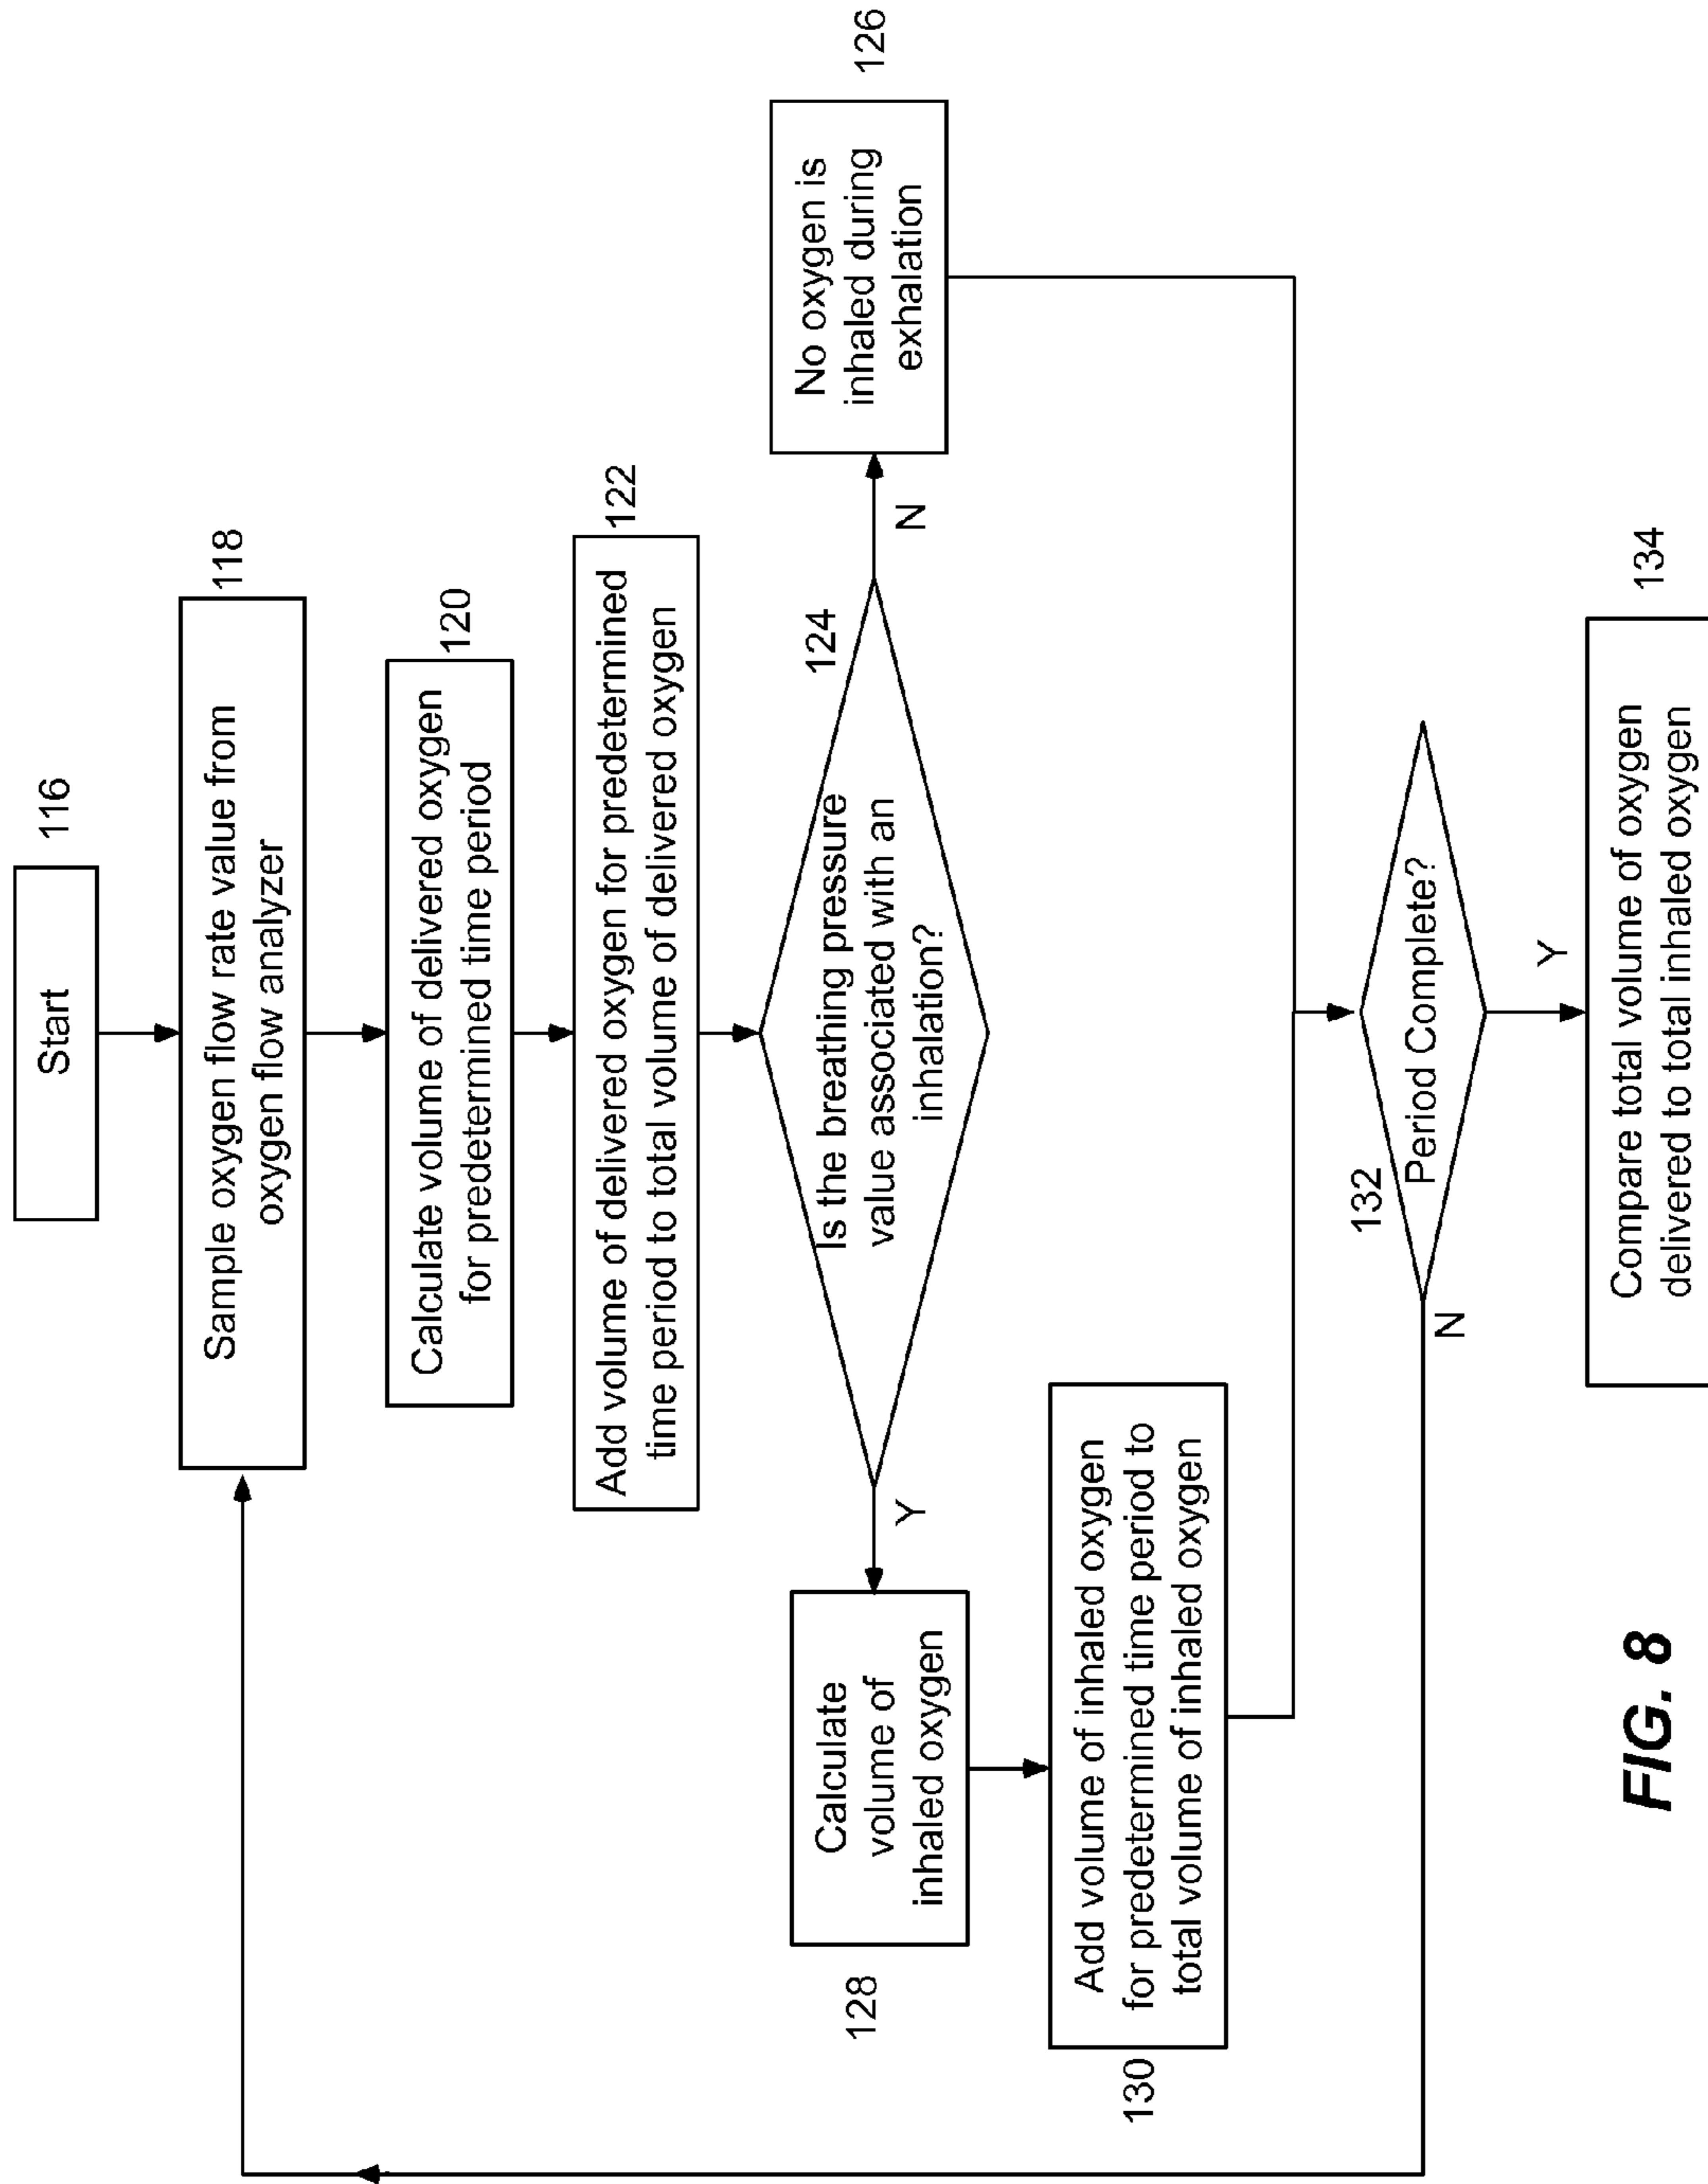 Start
116
Sample oxygen flow rate value from
oxygen flow analyzer
118
Calculate volume of delivered oxygen
for predetermined time period
120
Add volume of delivered oxygen for predetermined
time period to total volume of delivered oxygen
122
Is the breathing pressure
value associated with an
inhalation?
124
N
No oxygen is
inhaled during
exhalation
126
Y
Calculate
volume of
inhaled oxygen
128
Add volume of inhaled oxygen
for predetermined time period to
total volume of inhaled oxygen
130
132
Period Complete?
N
Y
Compare total volume of oxygen
delivered to total inhaled oxygen
134
FIG. 8